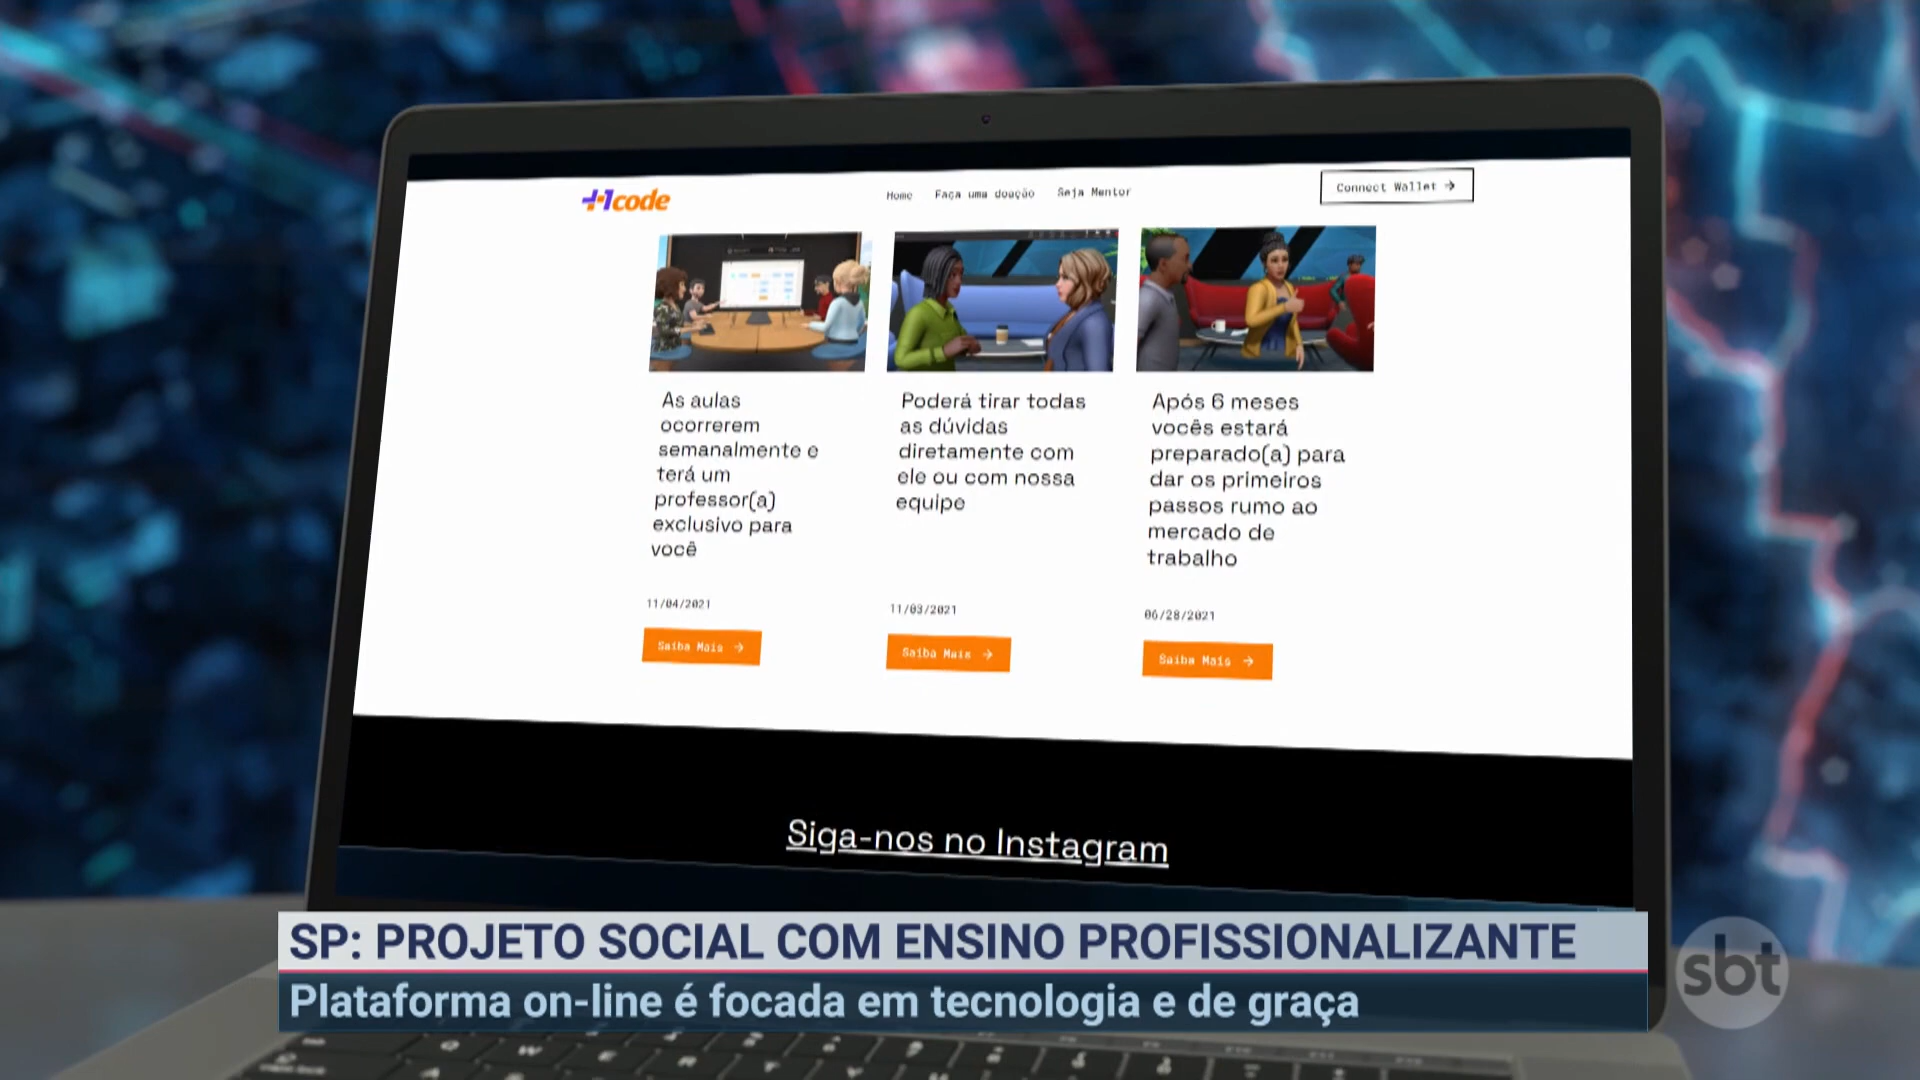 +1code
Home Faça uma doação Seja Mentor
Connect Wallet →
As aulas
ocorrerem
semanalmente e
terá um
professor(a)
exclusivo para
você
11/04/2021
Saiba Mais →
Poderá tirar todas
as dúvidas
diretamente com
ele ou com nossa
equipe
11/03/2021
Saiba Mais →
Após 6 meses
vocês estará
preparado(a) para
dar os primeiros
passos rumo ao
mercado de
trabalho
06/28/2021
Saiba Mais →
Siga-nos no Instagram
SP: PROJETO SOCIAL COM ENSINO PROFISSIONALIZANTE
Plataforma on-line é focada em tecnologia e de graça
sbt